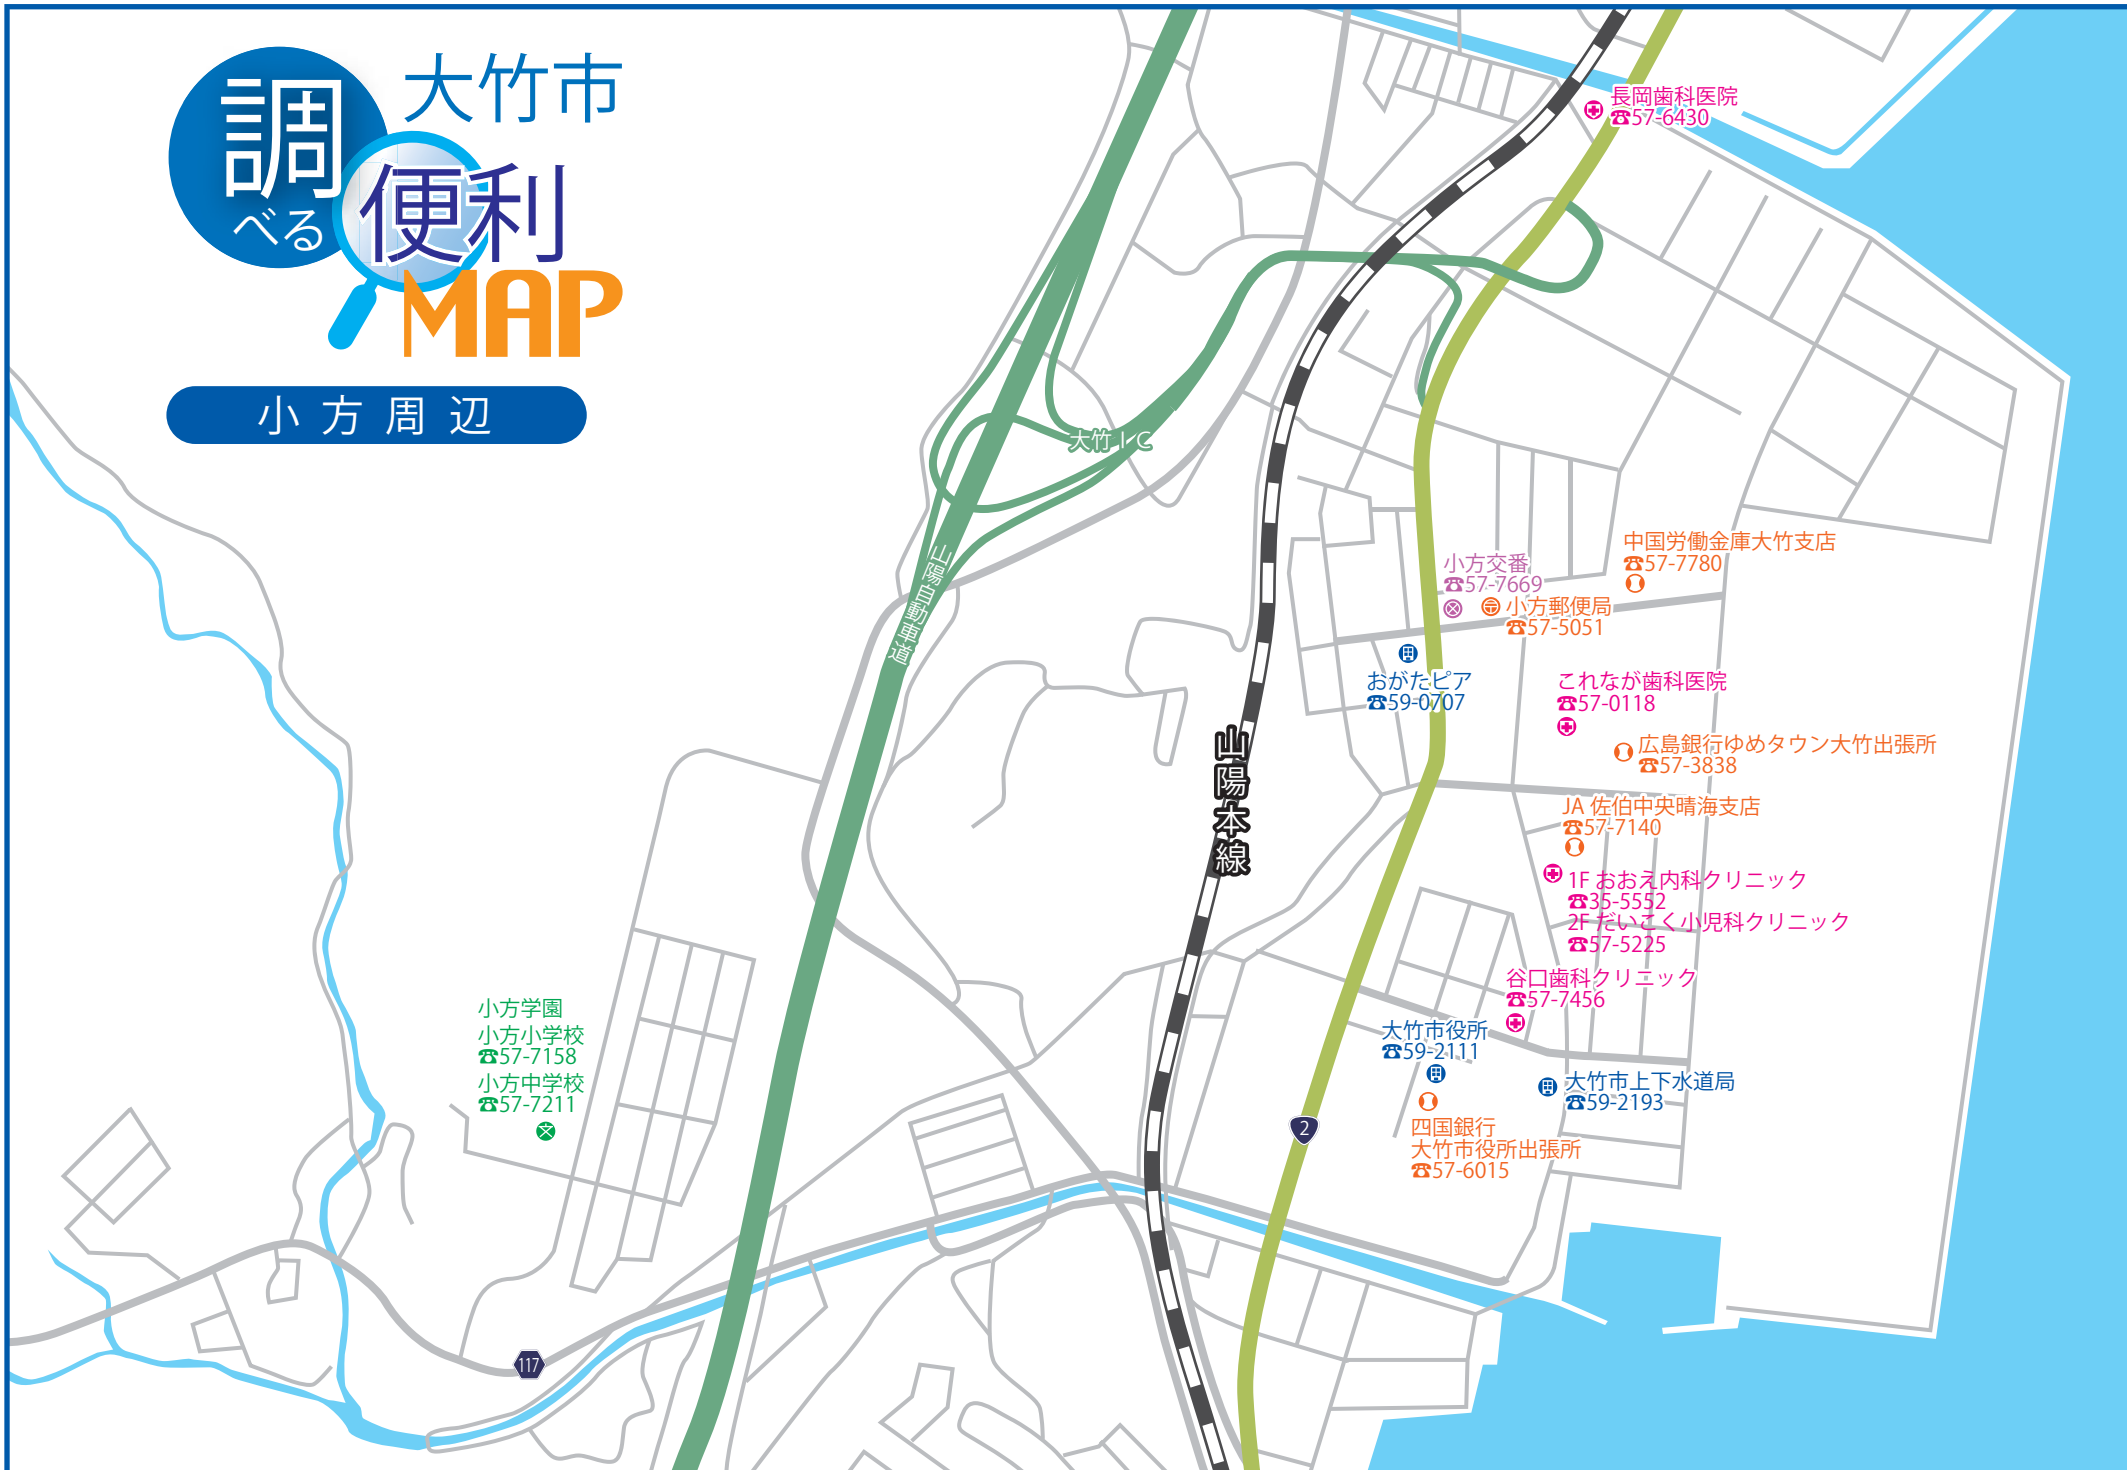 大竹市
調べる
便利
MAP
小方周辺
長岡歯科医院
☎57-6430
大竹IC
山陽自動車道
中国労働金庫大竹支店
☎57-7780
小方交番
☎57-7669
小方郵便局
☎57-5051
おがたピア
☎59-0707
これなが歯科医院
☎57-0118
広島銀行ゆめタウン大竹出張所
☎57-3838
山陽本線
JA 佐伯中央晴海支店
☎57-7140
1F おおえ内科クリニック
☎35-5552
2F だいこく小児科クリニック
☎57-5225
谷口歯科クリニック
☎57-7456
小方学園
小方小学校
☎57-7158
小方中学校
☎57-7211
文
大竹市役所
☎59-2111
大竹市上下水道局
☎59-2193
四国銀行
大竹市役所出張所
☎57-6015
2
117